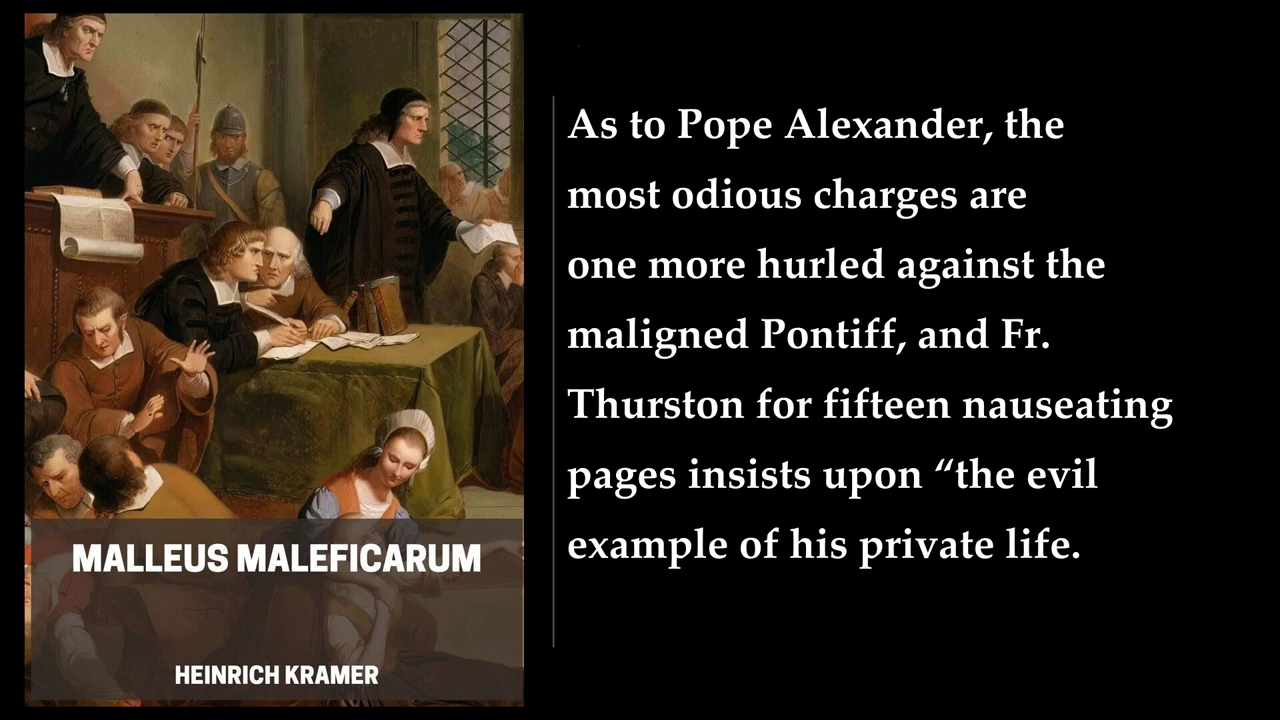 MALLEUS MALEFICARUM
HEINRICH KRAMER
As to Pope Alexander, the
most odious charges are
one more hurled against the
maligned Pontiff, and Fr.
Thurston for fifteen nauseating
pages insists upon “the evil
example of his private life.